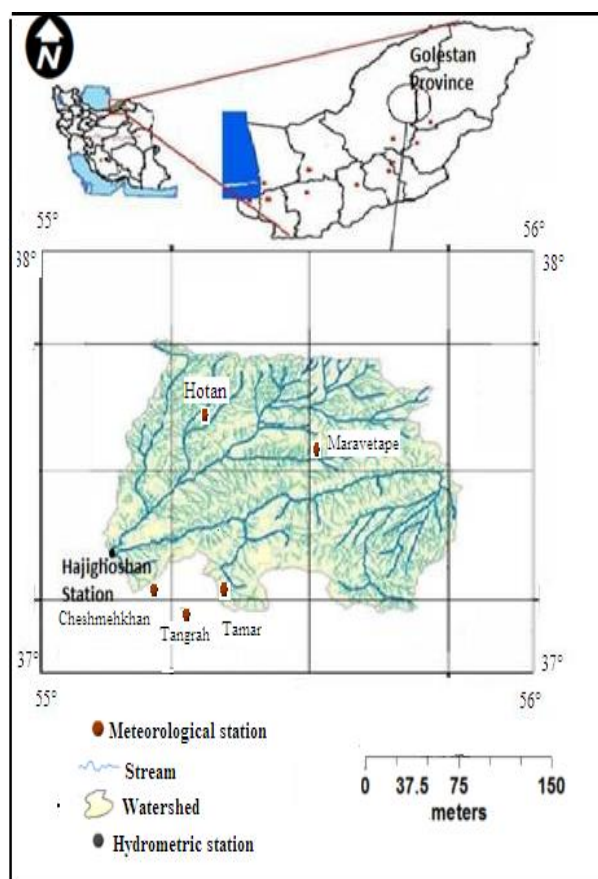 N
Golestan
Province
55°
56°
38°
38°
Hotan
Maravetape
Hajighoshan
Station
Cheshmehkhan
Tangrah
Tamar
37°
37°
55°
56°
Meteorological station
Stream
Watershed
Hydrometric station
0 37.5 75 150
meters